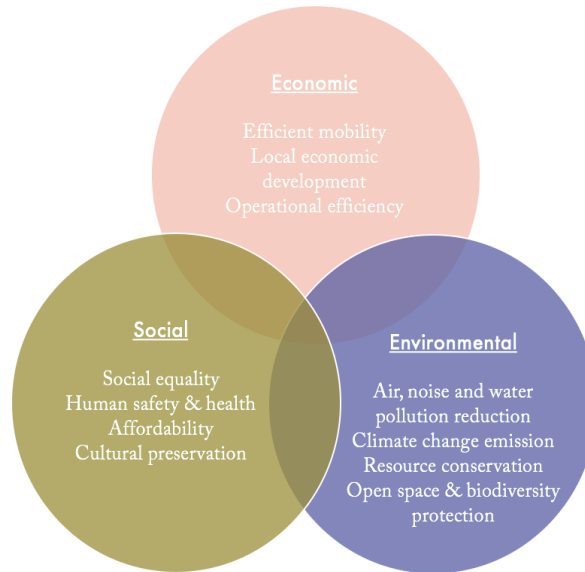 Economic
Efficient mobility
Local economic
development
Operational efficiency
Social
Social equality
Human safety & health
Affordability
Cultural preservation
Environmental
Air, noise and water
pollution reduction
Climate change emission
Resource conservation
Open space & biodiversity
protection